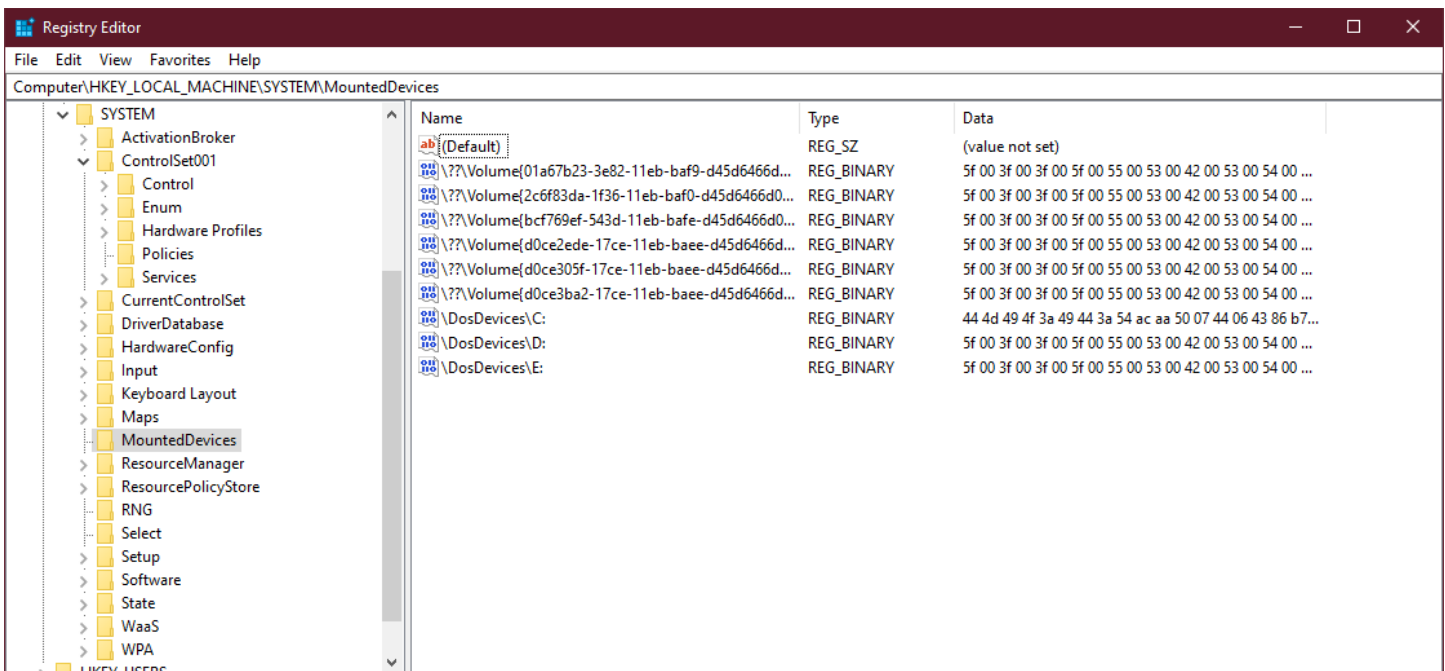 Registry Editor
File Edit View Favorites Help
Computer\HKEY_LOCAL_MACHINE\SYSTEM\MountedDevices
SYSTEM
ActivationBroker
ControlSet001
Control
Enum
Hardware Profiles
Policies
Services
CurrentControlSet
DriverDatabase
HardwareConfig
Input
Keyboard Layout
Maps
MountedDevices
ResourceManager
ResourcePolicyStore
RNG
Select
Setup
Software
State
WaaS
WPA
HKEY_USERS
Name Type Data
ab (Default) REG_SZ (value not set)
\??\Volume{01a67b23-3e82-11eb-baf9-d45d6466d... REG_BINARY 5f 00 3f 00 3f 00 5f 00 55 00 53 00 42 00 53 00 54 00 ...
\??\Volume{2c6f83da-1f36-11eb-baf0-d45d6466d0... REG_BINARY 5f 00 3f 00 3f 00 5f 00 55 00 53 00 42 00 53 00 54 00 ...
\??\Volume{bcf769ef-543d-11eb-bafe-d45d6466d0... REG_BINARY 5f 00 3f 00 3f 00 5f 00 55 00 53 00 42 00 53 00 54 00 ...
\??\Volume{d0ce2ede-17ce-11eb-baee-d45d6466d... REG_BINARY 5f 00 3f 00 3f 00 5f 00 55 00 53 00 42 00 53 00 54 00 ...
\??\Volume{d0ce305f-17ce-11eb-baee-d45d6466d... REG_BINARY 5f 00 3f 00 3f 00 5f 00 55 00 53 00 42 00 53 00 54 00 ...
\??\Volume{d0ce3ba2-17ce-11eb-baee-d45d6466d... REG_BINARY 5f 00 3f 00 3f 00 5f 00 55 00 53 00 42 00 53 00 54 00 ...
\DosDevices\C: REG_BINARY 44 4d 49 4f 3a 49 44 3a 54 ac aa 50 07 44 06 43 86 b7...
\DosDevices\D: REG_BINARY 5f 00 3f 00 3f 00 5f 00 55 00 53 00 42 00 53 00 54 00 ...
\DosDevices\E: REG_BINARY 5f 00 3f 00 3f 00 5f 00 55 00 53 00 42 00 53 00 54 00 ...